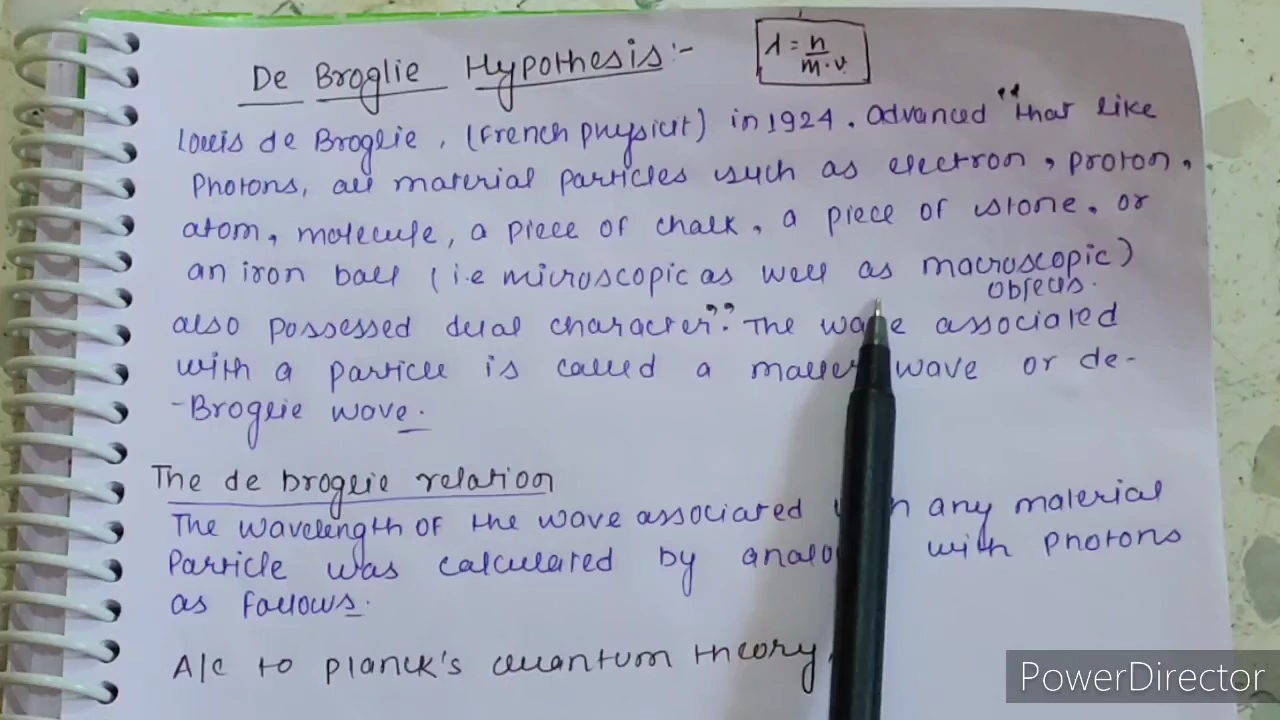 De Broglie Hypothesis:-
λ = h/m.v
Louis de Broglie, (French physicist) in 1924. Advanced "that like
Photons, all material particles such as electron, proton,
atom, molecule, a piece of chalk, a piece of stone. or
an iron ball (i.e microscopic as well as macroscopic)
objects.
also possessed dual character". The wave associated
with a particle is called a matter wave or de-
-Broglie wave.
The de broglie relation
The wavelength of the wave associated any material
Particle was calculated by with photons
as follows.
A/c to planck's quantum theory,
PowerDirector